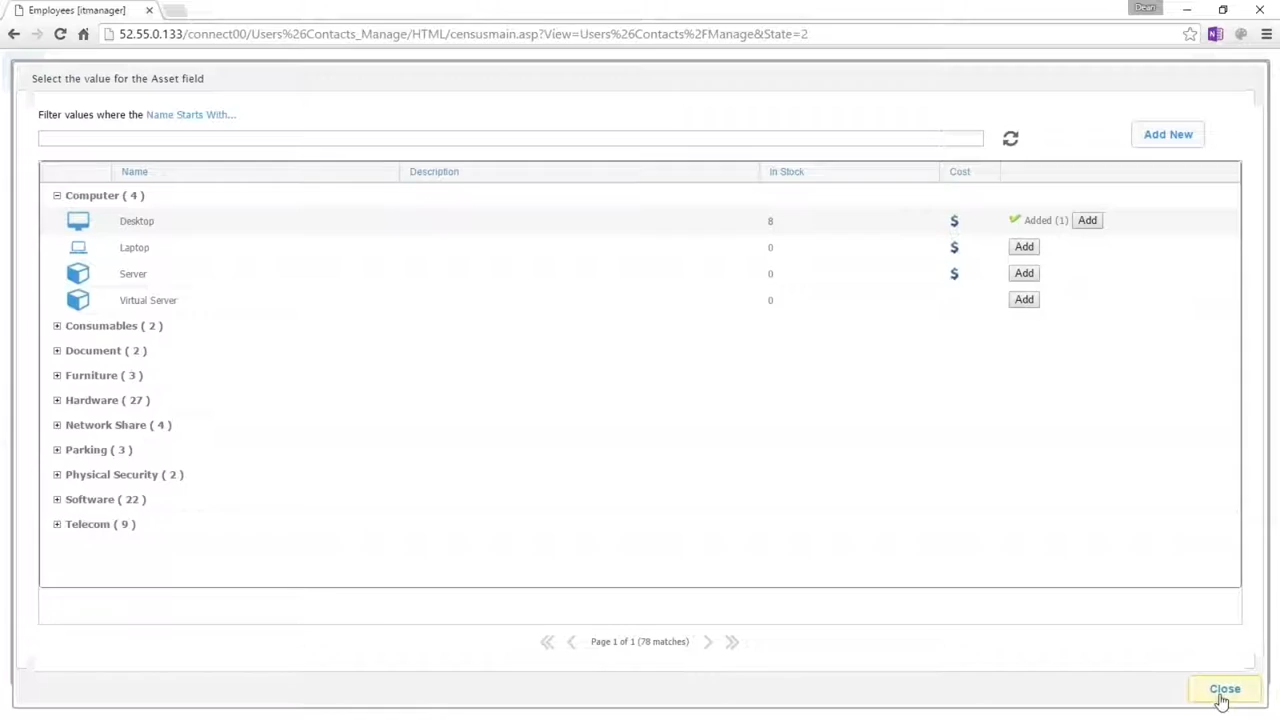 Employees [itmanager]
Dean
52.55.0.133/connect00/Users%26Contacts_Manage/HTML/censusmain.asp?View=Users%26Contacts%2FManage&State=2
Select the value for the Asset field
Filter values where the Name Starts With...
Add New
Name Description In Stock Cost
Computer ( 4 )
Desktop 8 $ Added (1) Add
Laptop 0 $ Add
Server 0 $ Add
Virtual Server 0 Add
Consumables ( 2 )
Document ( 2 )
Furniture ( 3 )
Hardware ( 27 )
Network Share ( 4 )
Parking ( 3 )
Physical Security ( 2 )
Software ( 22 )
Telecom ( 9 )
Page 1 of 1 (78 matches)
Close